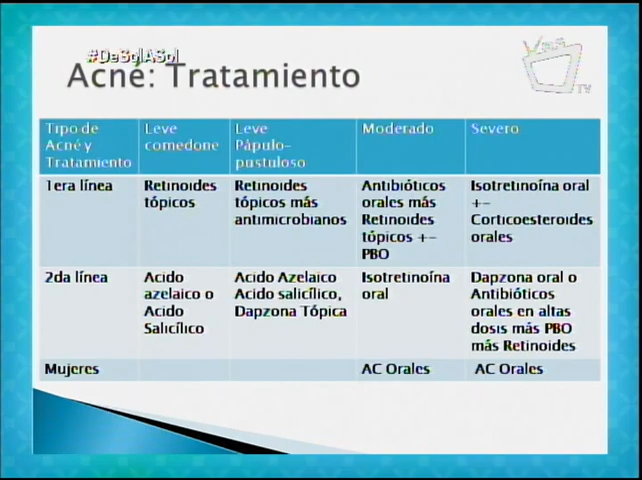 #DeSolASol
Acné: Tratamiento
TV
Tipo de
Acné y
Tratamiento
Leve
comedone
Leve
Pápulo-
pustuloso
Moderado
Severo
1era línea
Retinoides
tópicos
Retinoides
tópicos más
antimicrobianos
Antibióticos
orales más
Retinoides
tópicos +-
PBO
Isotretinoína oral
+-
Corticoesteroides
orales
2da línea
Acido
azelaico o
Acido
Salicílico
Acido Azelaico
Acido salicílico,
Dapzona Tópica
Isotretinoína
oral
Dapzona oral o
Antibióticos
orales en altas
dosis más PBO
más Retinoides
Mujeres
AC Orales
AC Orales